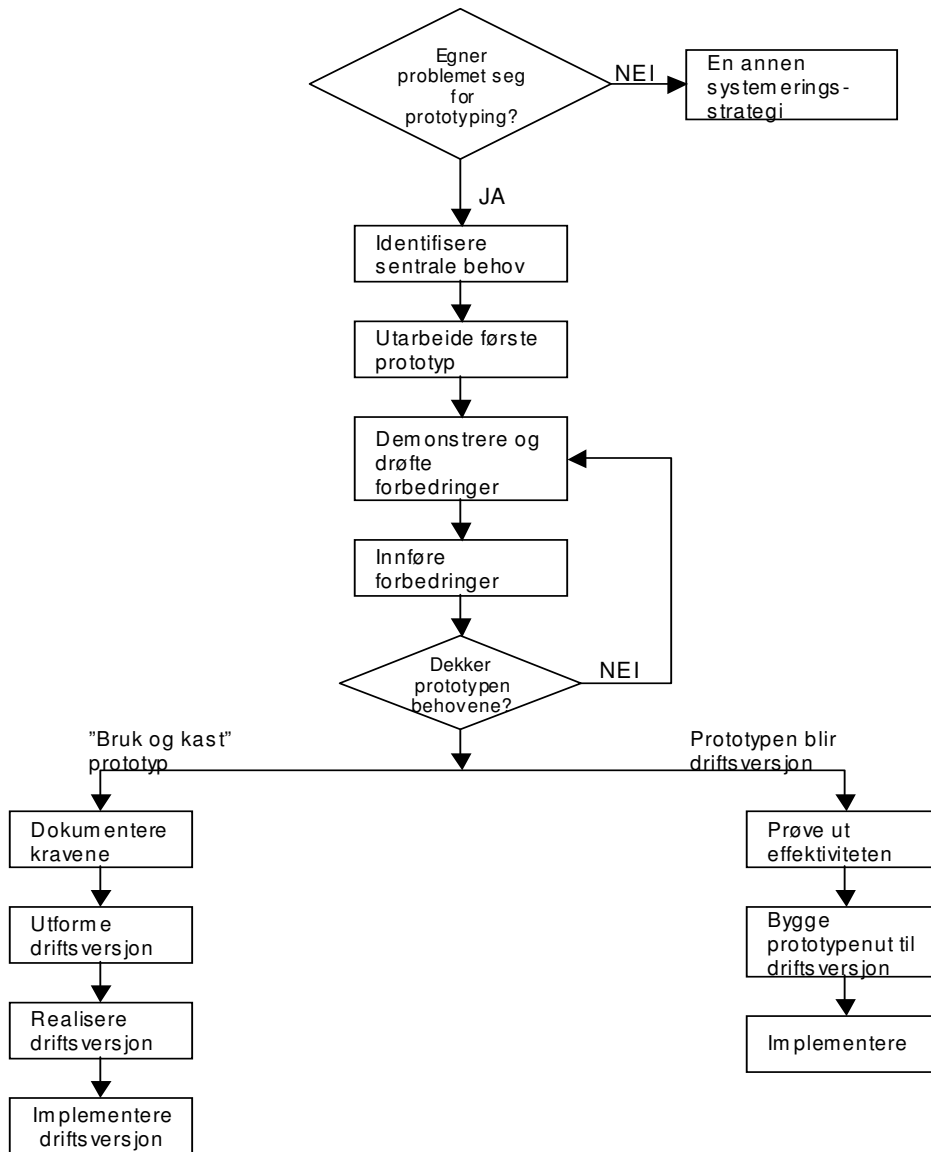 Egner
problemet seg
for
prototyping?
NEI
En annen
systemerings-
strategi
JA
Identifisere
sentrale behov
Utarbeide første
prototyp
Demonstrere og
drøfte
forbedringer
Innføre
forbedringer
Dekker
prototypen
behovene?
NEI
”Bruk og kast”
prototyp
Prototypen blir
driftsversjon
Dokumentere
kravene
Utforme
driftsversjon
Realisere
driftsversjon
Implementere
driftsversjon
Prøve ut
effektiviteten
Bygge
prototypenut til
driftsversjon
Implementere